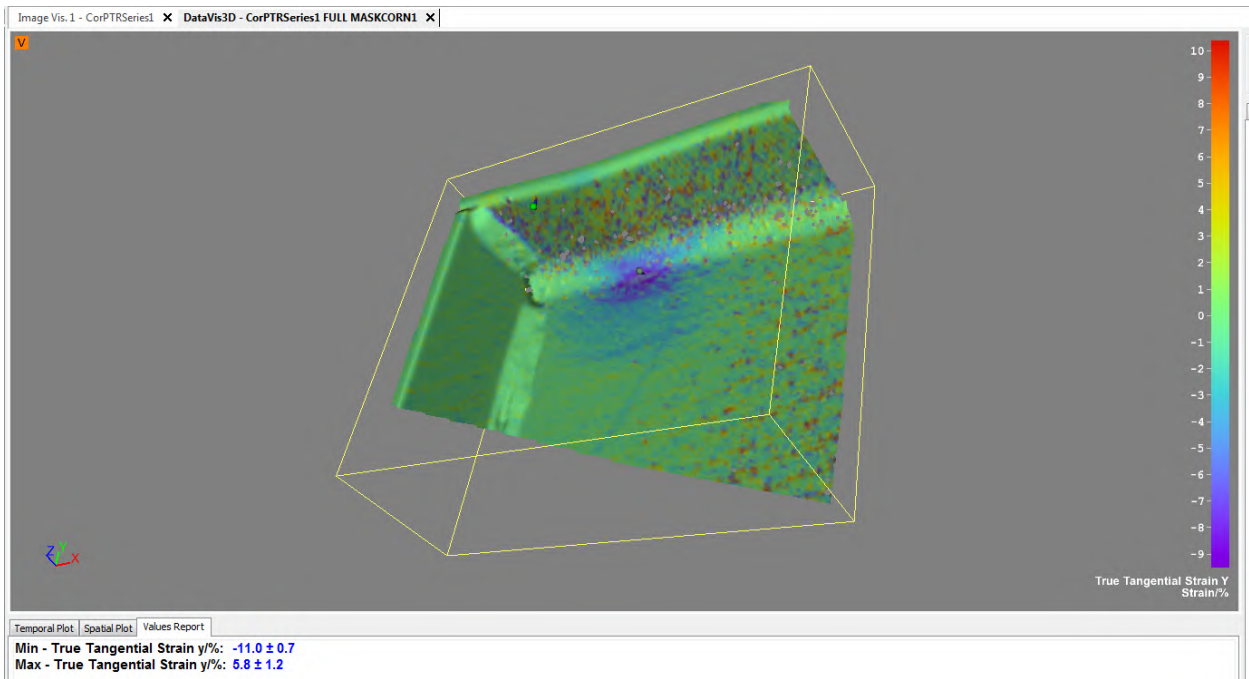 Image Vis. 1 - CorPTRSeries1 X DataVis3D - CorPTRSeries1 FULL MASKCORN1 X
V
10
9
8
7
6
5
4
3
2
1
0
-1
-2
-3
-4
-5
-6
-7
-8
-9
True Tangential Strain Y
Strain/%
Z Y X
Temporal Plot Spatial Plot Values Report
Min - True Tangential Strain y/%: -11.0 ± 0.7
Max - True Tangential Strain y/%: 5.8 ± 1.2